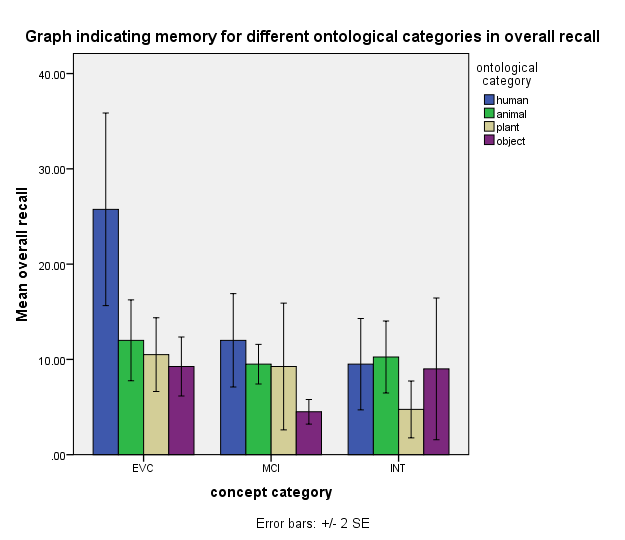 Graph indicating memory for different ontological categories in overall recall
ontological
category
human
animal
plant
object
Mean overall recall
40.00
30.00
20.00
10.00
.00
EVC
MCI
INT
concept category
Error bars: +/- 2 SE